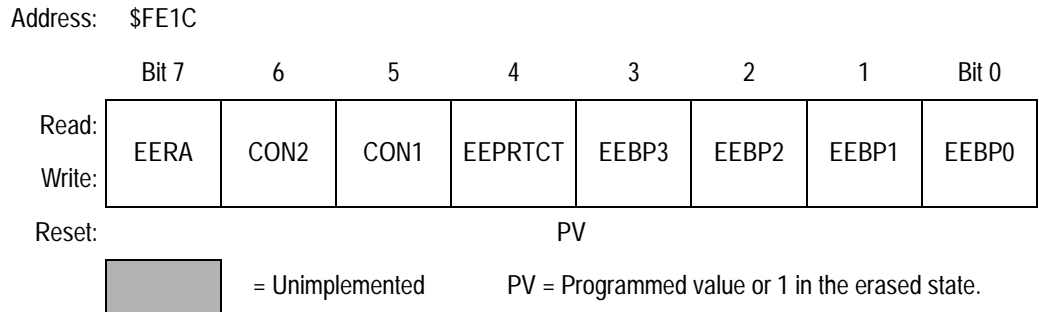 Address: $FE1C
Bit 7 6 5 4 3 2 1 Bit 0
Read:
EERA CON2 CON1 EEPRTCT EEBP3 EEBP2 EEBP1 EEBP0
Write:
Reset: PV
= Unimplemented PV = Programmed value or 1 in the erased state.